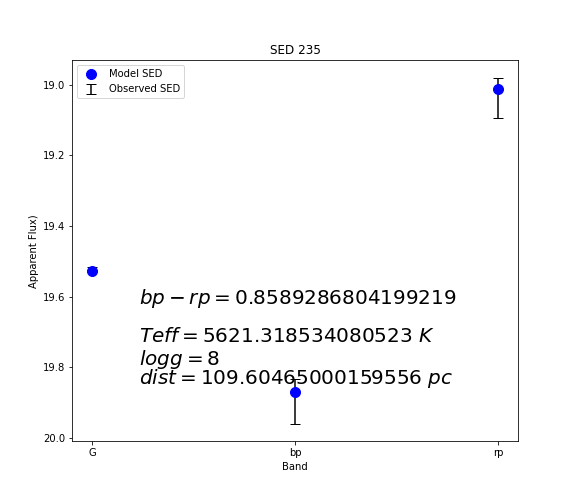 SED 235
Model SED
Observed SED
19.0
19.2
19.4
19.6
19.8
20.0
Apparent Flux)
bp − rp = 0.8589286804199219
Teff = 5621.318534080523 K
logg = 8
dist = 109.60465000159556 pc
G
bp
rp
Band